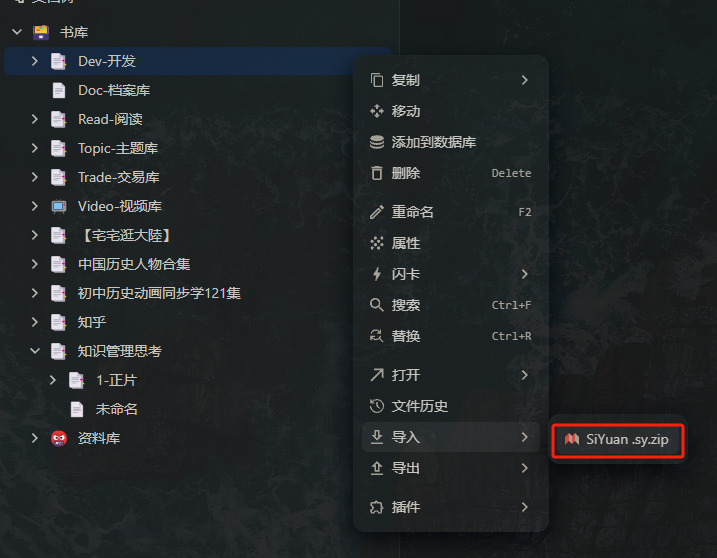 书库
Dev-开发
Doc-档案库
Read-阅读
Topic-主题库
Trade-交易库
Video-视频库
【宅宅逛大陸】
中国历史人物合集
初中历史动画同步学121集
知乎
知识管理思考
1-正片
未命名
资料库
复制
移动
添加到数据库
删除 Delete
重命名 F2
属性
闪卡
搜索 Ctrl+F
替换 Ctrl+R
打开
文件历史
导入
SiYuan .sy.zip
导出
插件